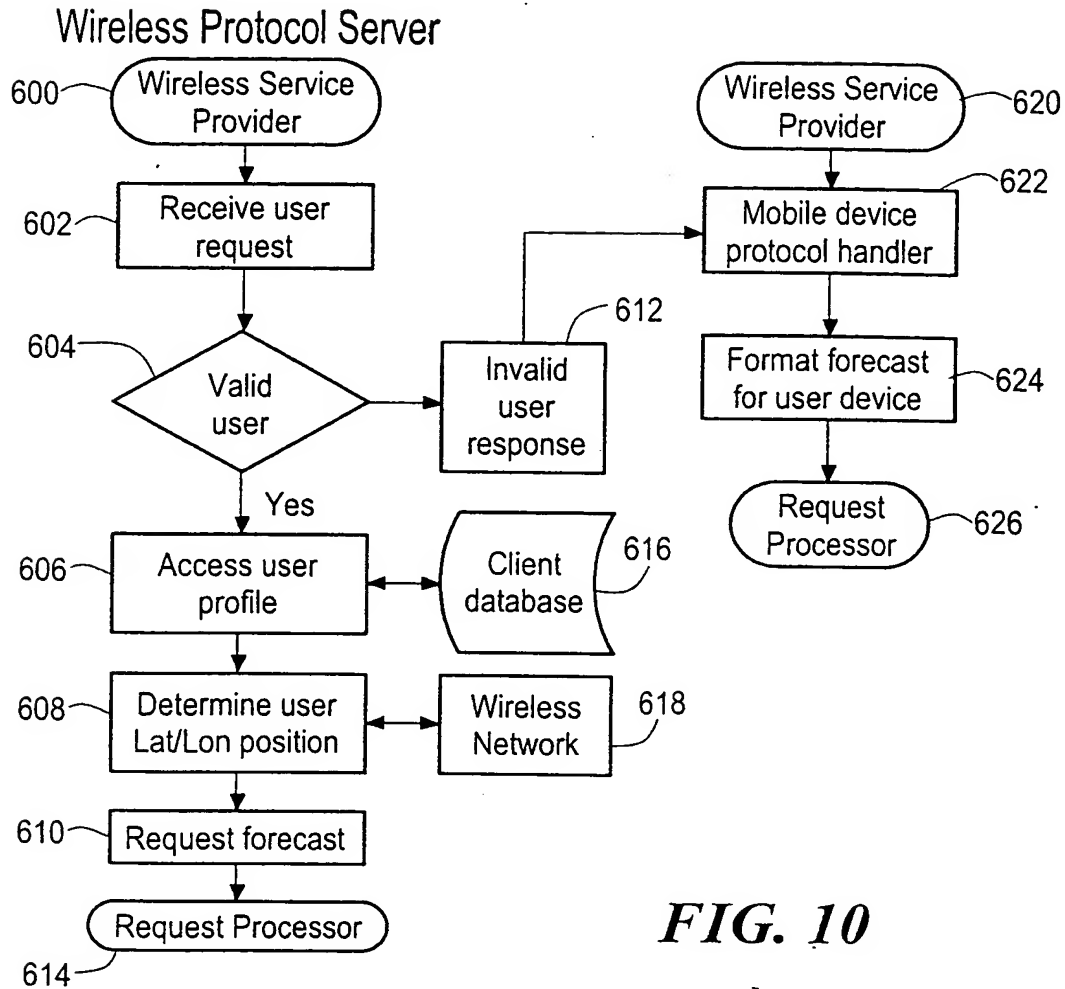 Wireless Protocol Server
600
Wireless Service
Provider
602
Receive user
request
604
Valid
user
Yes
612
Invalid
user
response
606
Access user
profile
616
Client
database
608
Determine user
Lat/Lon position
618
Wireless
Network
610
Request forecast
Request Processor
614
Wireless Service
Provider
620
622
Mobile device
protocol handler
Format forecast
for user device
624
Request
Processor
626
FIG. 10